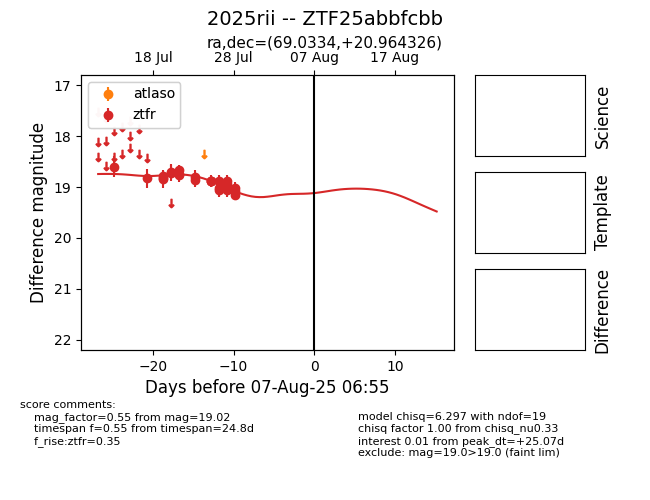 2025rii -- ZTF25abbfcbb
ra,dec=(69.0334,+20.964326)
18 Jul 28 Jul 07 Aug 17 Aug
atlaso
ztfr
17
18
19
20
21
22
Difference magnitude
−20 −10 0 10
Days before 07-Aug-25 06:55
Science
Template
Difference
score comments:
mag_factor=0.55 from mag=19.02
timespan f=0.55 from timespan=24.8d
f_rise:ztfr=0.35
model chisq=6.297 with ndof=19
chisq factor 1.00 from chisq_nu0.33
interest 0.01 from peak_dt=+25.07d
exclude: mag=19.0>19.0 (faint lim)